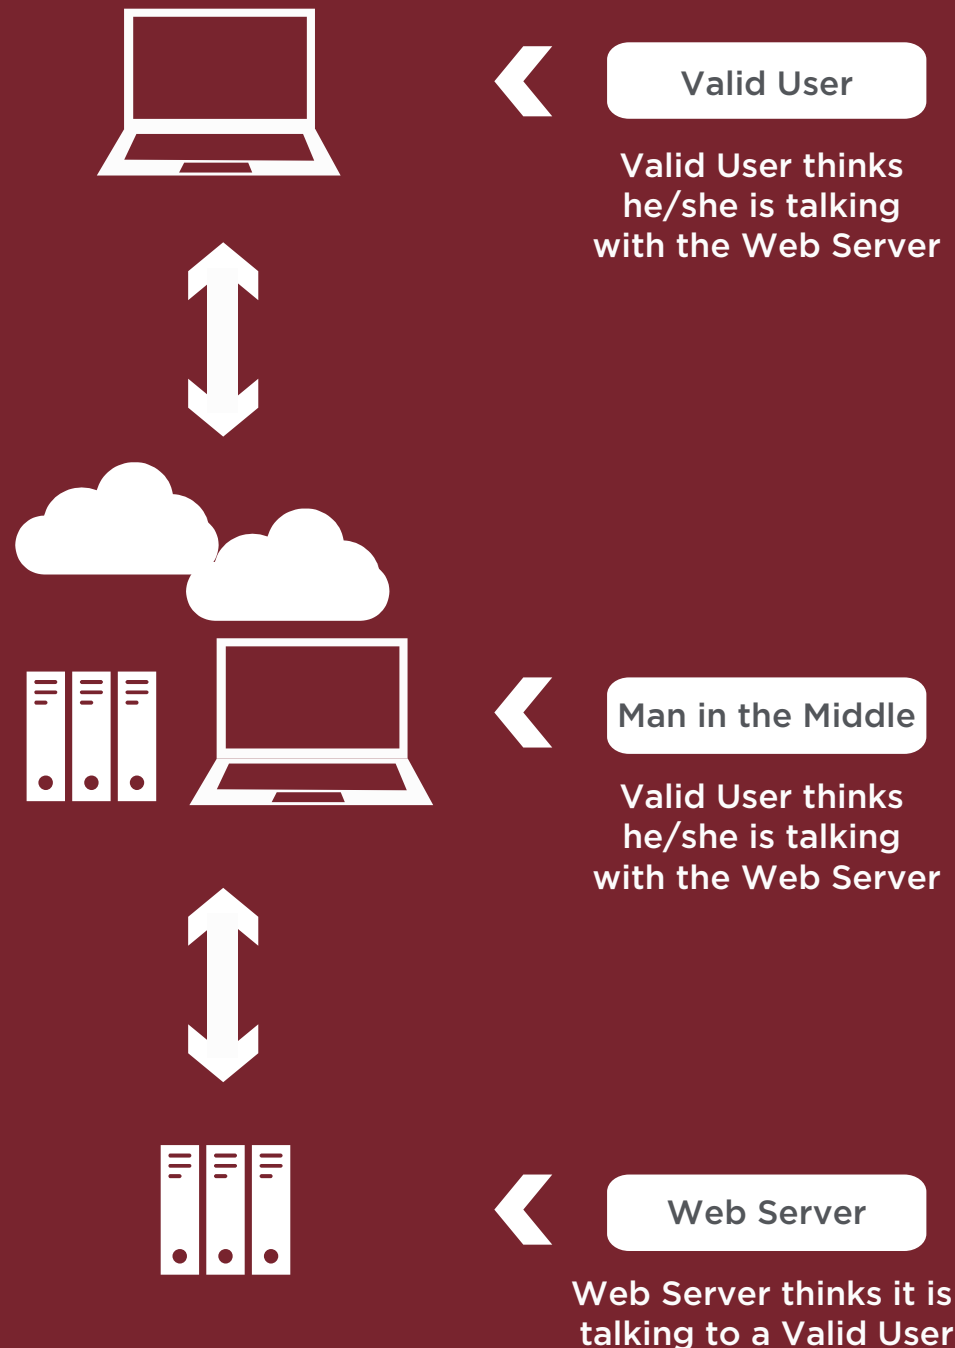 Valid User
Valid User thinks
he/she is talking
with the Web Server
Man in the Middle
Valid User thinks
he/she is talking
with the Web Server
Web Server
Web Server thinks it is
talking to a Valid User